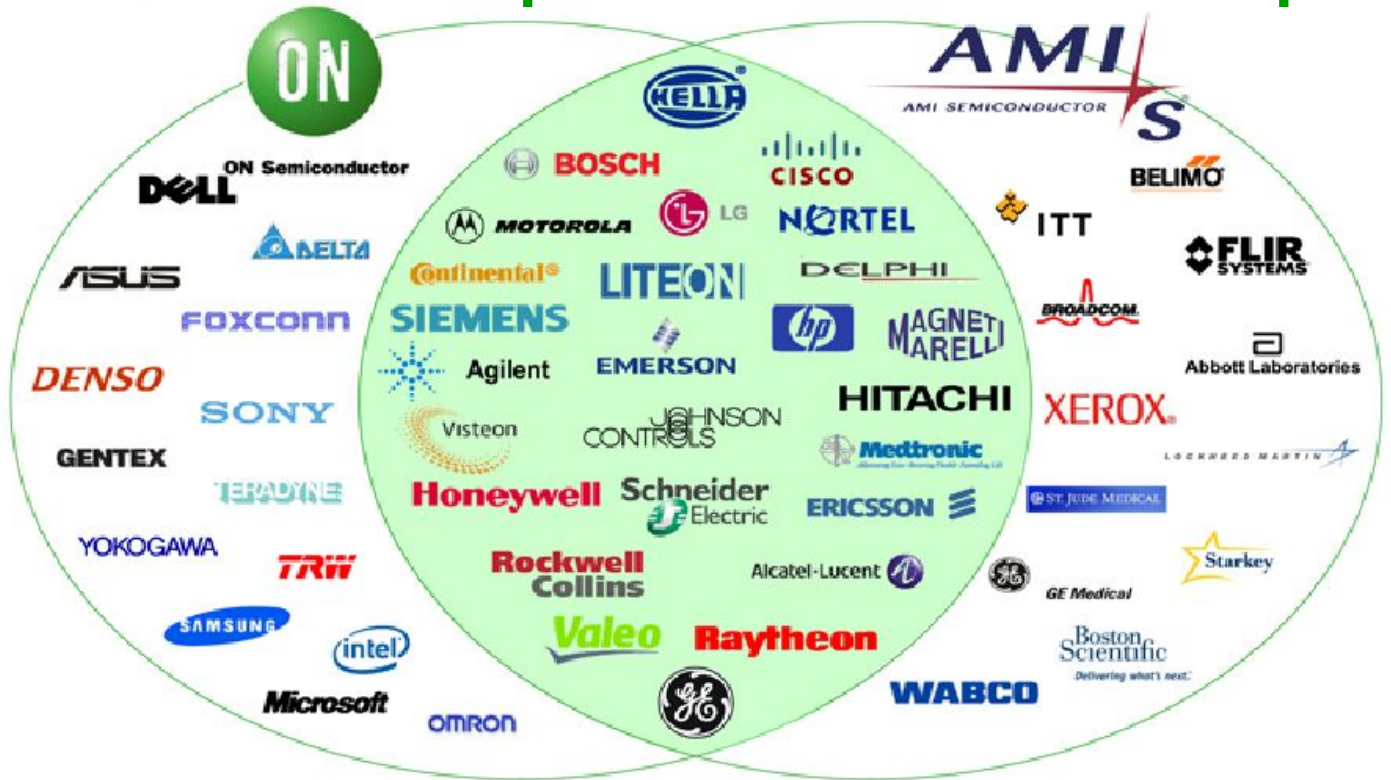 ON
ON Semiconductor
AMI
S
AMI SEMICONDUCTOR
HELLA
BOSCH
CISCO
BELIMO
DELL
MOTOROLA
LG
NORTEL
ITT
DELTA
FLIR
SYSTEMS
ASUS
Continental
LITEON
DELPHI
FOXCONN
SIEMENS
hp
MAGNETI
MARELLI
BROADCOM
Abbott Laboratories
DENSO
Agilent
EMERSON
SONY
HITACHI
XEROX
Visteon
JOHNSON
CONTROLS
Medtronic
LOCKHEED MARTIN
GENTEX
TERADYNE
Honeywell
Schneider
Electric
ERICSSON
ST. JUDE MEDICAL
YOKOGAWA
TRW
Rockwell
Collins
Alcatel-Lucent
GE
GE Medical
Starkey
SAMSUNG
intel
Valeo
Raytheon
Boston
Scientific
Delivering what's next.
Microsoft
OMRON
GE
WABCO